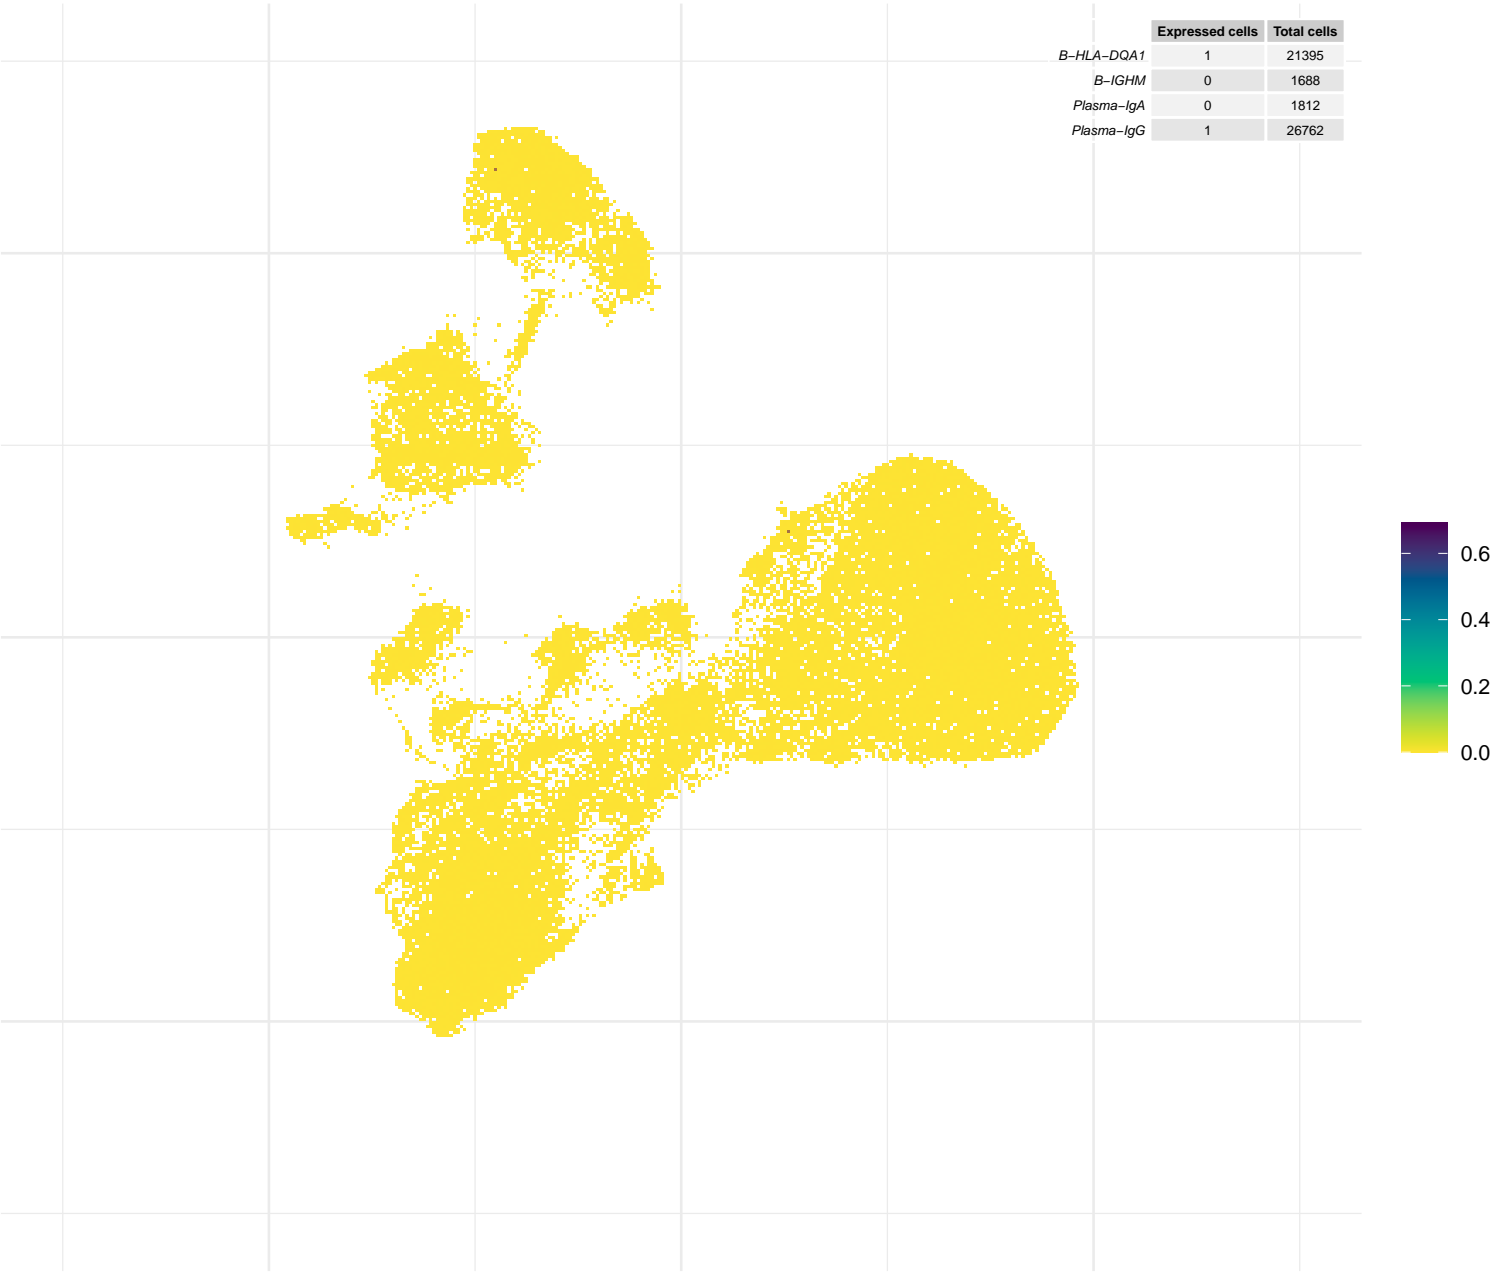 Expressed cells Total cells
B–HLA–DQA1 1 21395
B–IGHM 0 1688
Plasma–IgA 0 1812
Plasma–IgG 1 26762
0.6
0.4
0.2
0.0